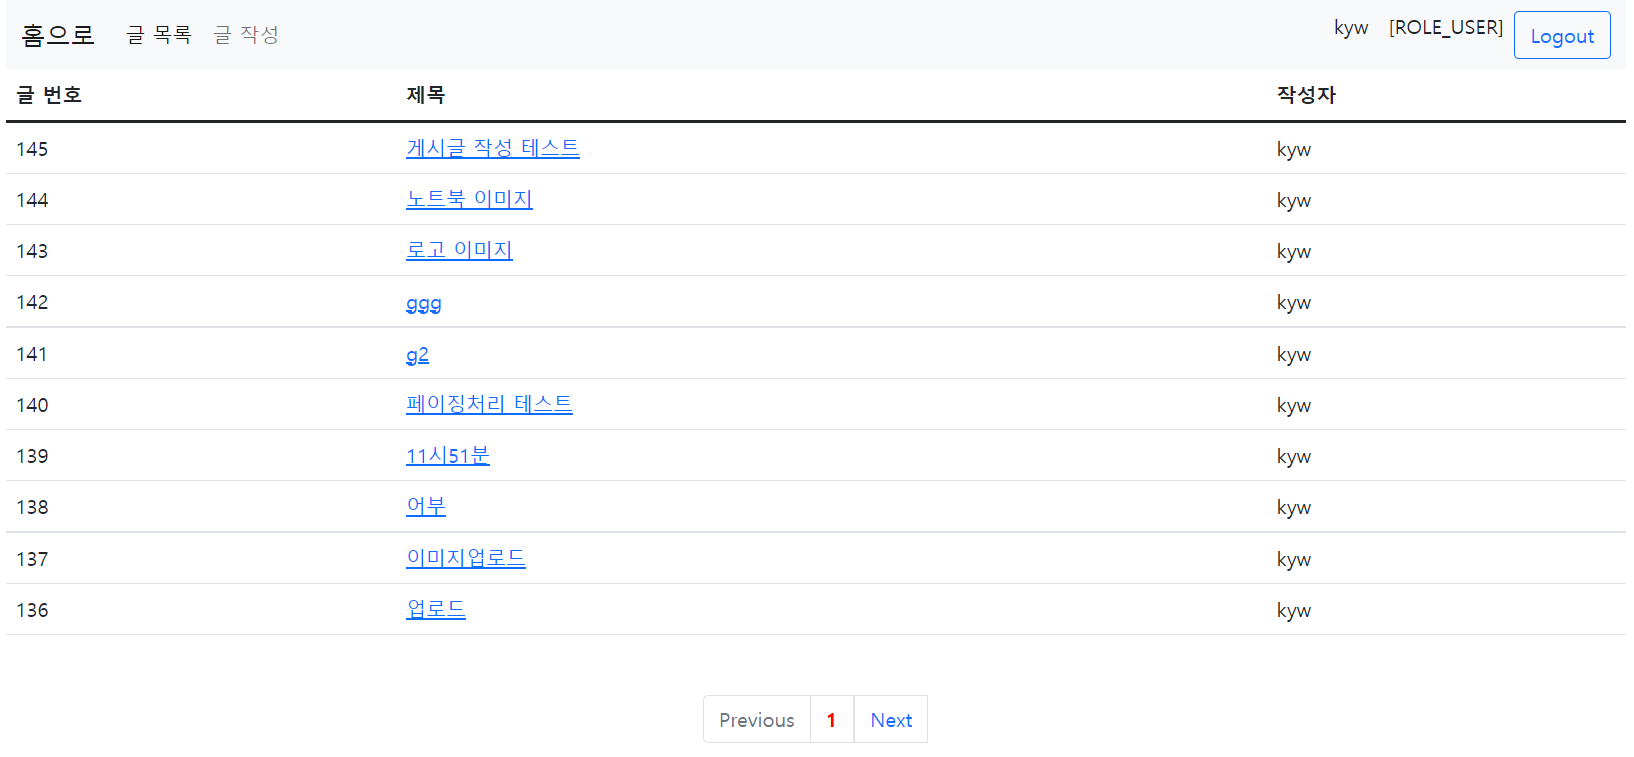 홈으로 글 목록 글 작성 kyw [ROLE_USER] Logout
글 번호 제목 작성자
145 게시글 작성 테스트 kyw
144 노트북 이미지 kyw
143 로고 이미지 kyw
142 ggg kyw
141 g2 kyw
140 페이징처리 테스트 kyw
139 11시51분 kyw
138 어부 kyw
137 이미지업로드 kyw
136 업로드 kyw
Previous 1 Next